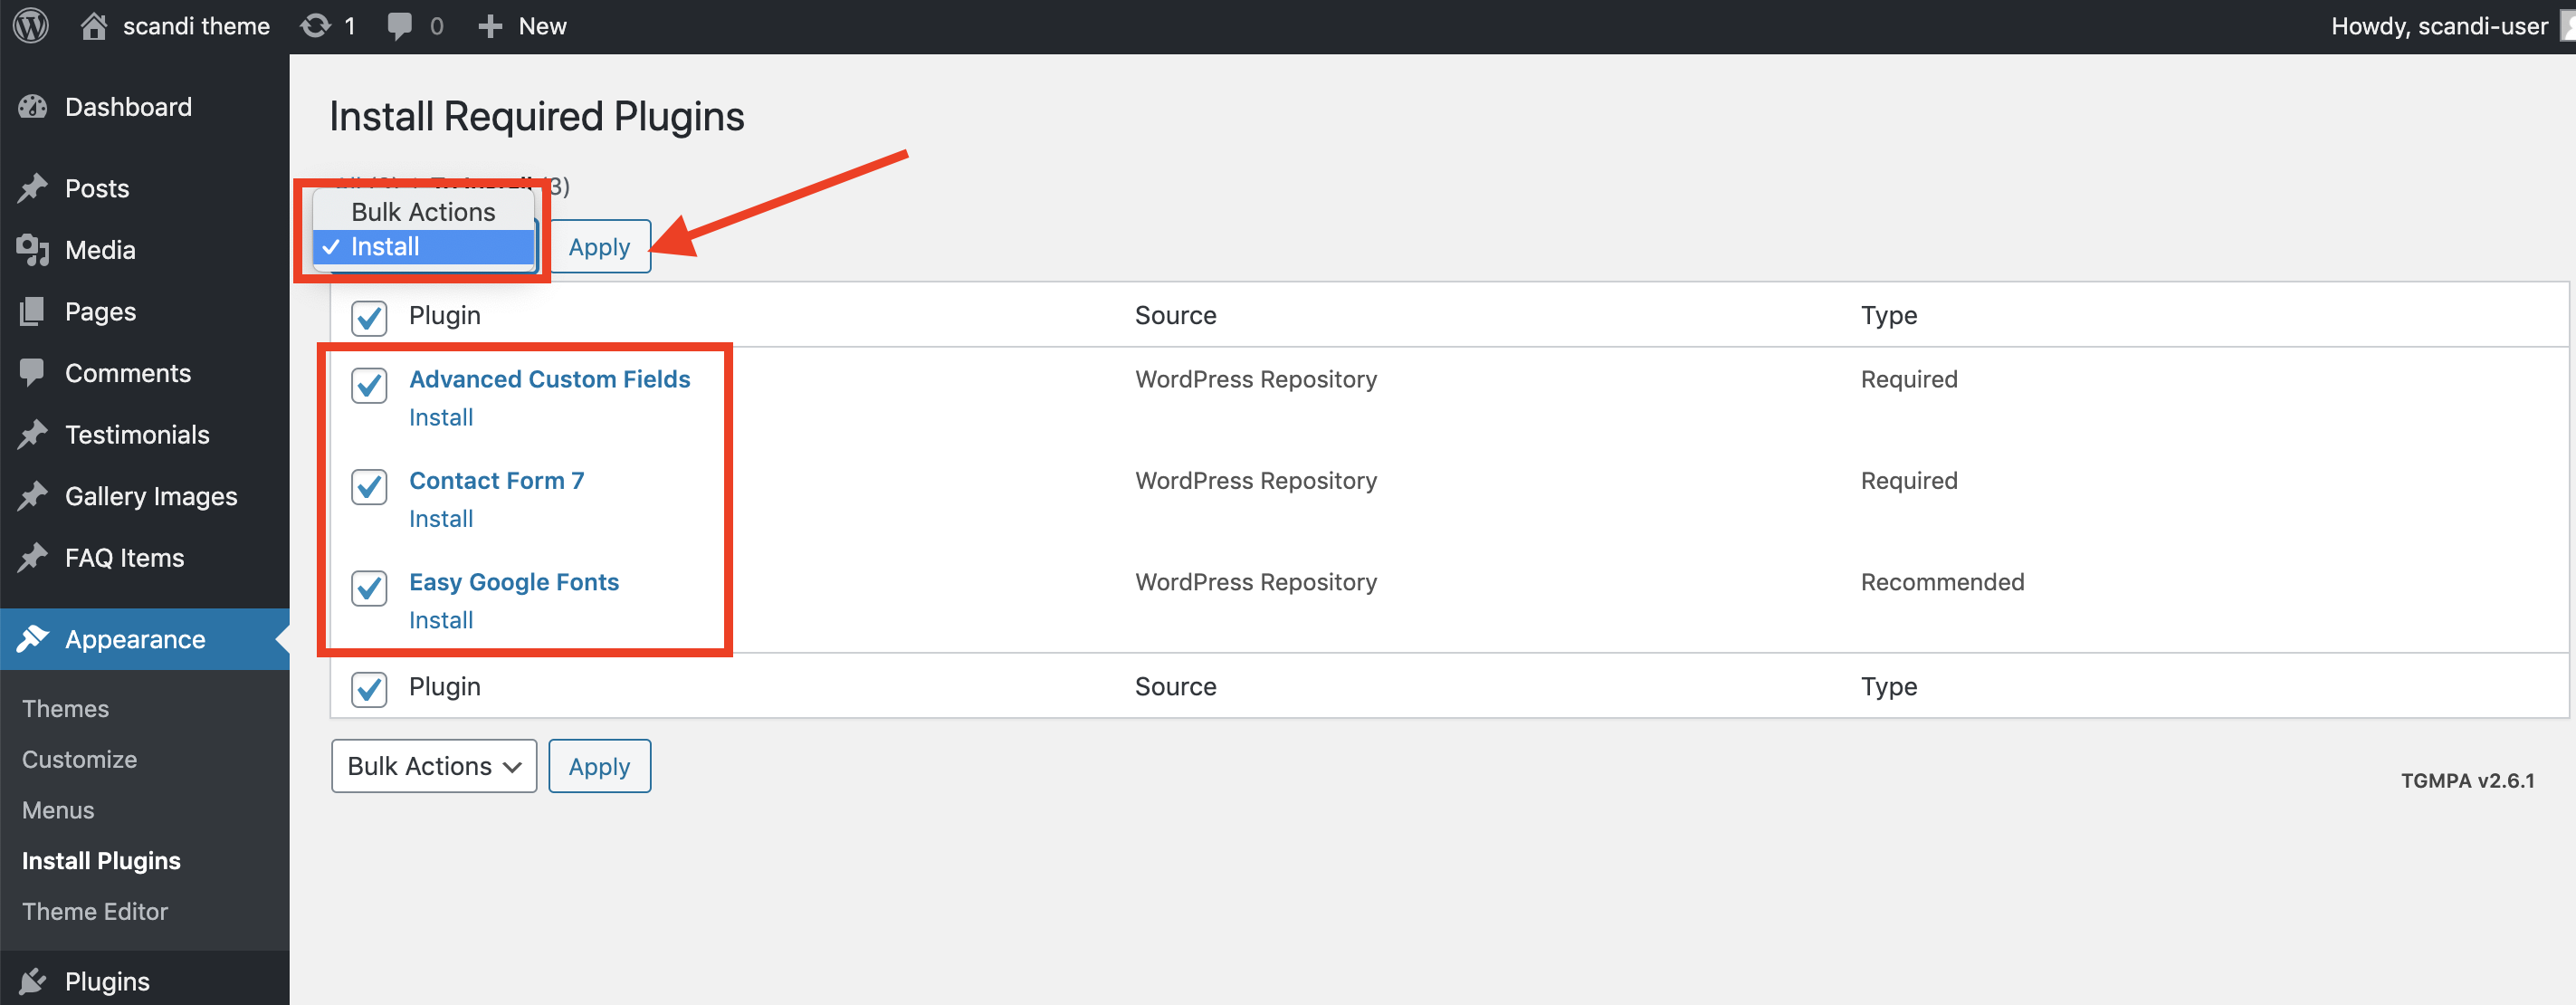 scandi theme 1 0 New Howdy, scandi-user
Dashboard
Posts
Media
Pages
Comments
Testimonials
Gallery Images
FAQ Items
Appearance
Themes
Customize
Menus
Install Plugins
Theme Editor
Plugins
Install Required Plugins
(3)
Bulk Actions
Install
Apply
Plugin Source Type
Advanced Custom Fields WordPress Repository Required
Install
Contact Form 7 WordPress Repository Required
Install
Easy Google Fonts WordPress Repository Recommended
Install
Plugin Source Type
Bulk Actions Apply
TGMPA v2.6.1